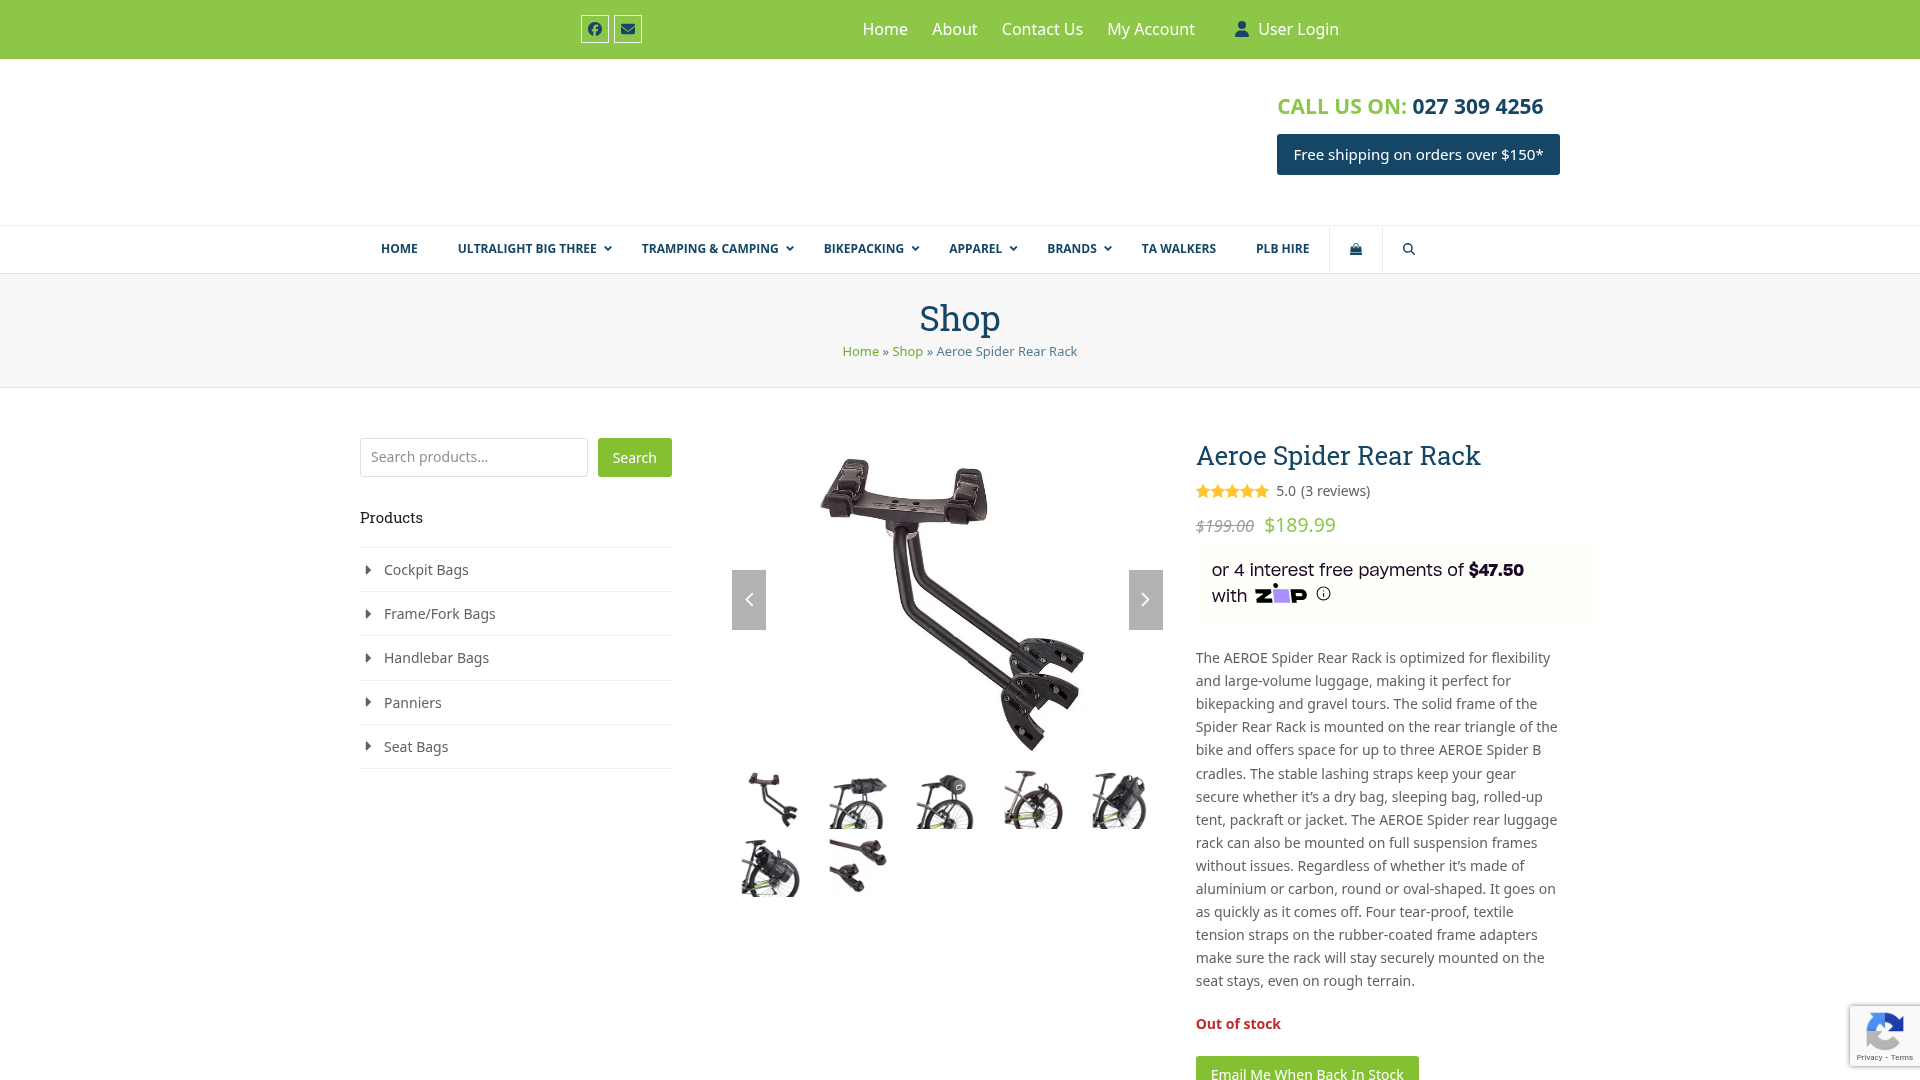 Home About Contact Us My Account User Login
CALL US ON: 027 309 4256
Free shipping on orders over $150*
HOME ULTRALIGHT BIG THREE TRAMPING & CAMPING BIKEPACKING APPAREL BRANDS TA WALKERS PLB HIRE
Shop
Home » Shop » Aeroe Spider Rear Rack
Search products…
Search
Products
Cockpit Bags
Frame/Fork Bags
Handlebar Bags
Panniers
Seat Bags
Aeroe Spider Rear Rack
5.0 (3 reviews)
$199.00 $189.99
or 4 interest free payments of $47.50
with zip
The AEROE Spider Rear Rack is optimized for flexibility
and large-volume luggage, making it perfect for
bikepacking and gravel tours. The solid frame of the
Spider Rear Rack is mounted on the rear triangle of the
bike and offers space for up to three AEROE Spider B
cradles. The stable lashing straps keep your gear
secure whether it’s a dry bag, sleeping bag, rolled-up
tent, packraft or jacket. The AEROE Spider rear luggage
rack can also be mounted on full suspension frames
without issues. Regardless of whether it’s made of
aluminium or carbon, round or oval-shaped. It goes on
as quickly as it comes off. Four tear-proof, textile
tension straps on the rubber-coated frame adapters
make sure the rack will stay securely mounted on the
seat stays, even on rough terrain.
Out of stock
Email Me When Back In Stock
Privacy - Terms